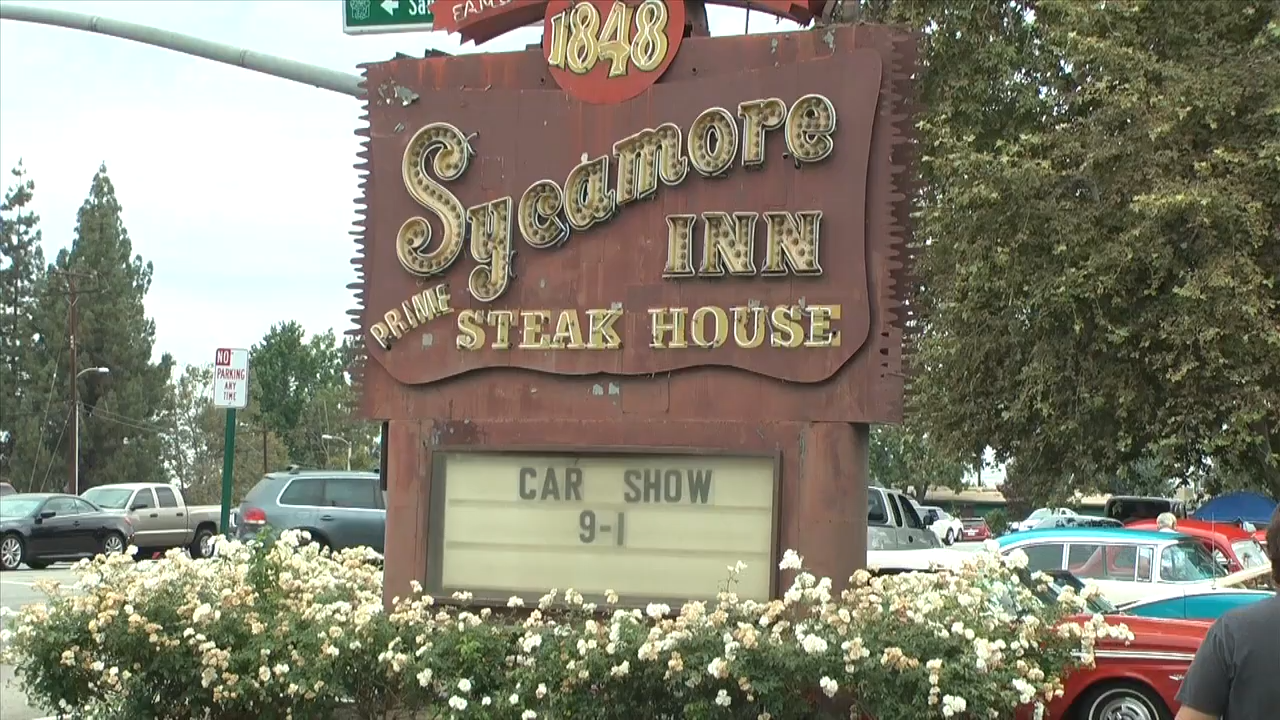 1848
Sycamore
INN
PRIME STEAK HOUSE
CAR SHOW
9-1
NO
PARKING
ANY
TIME